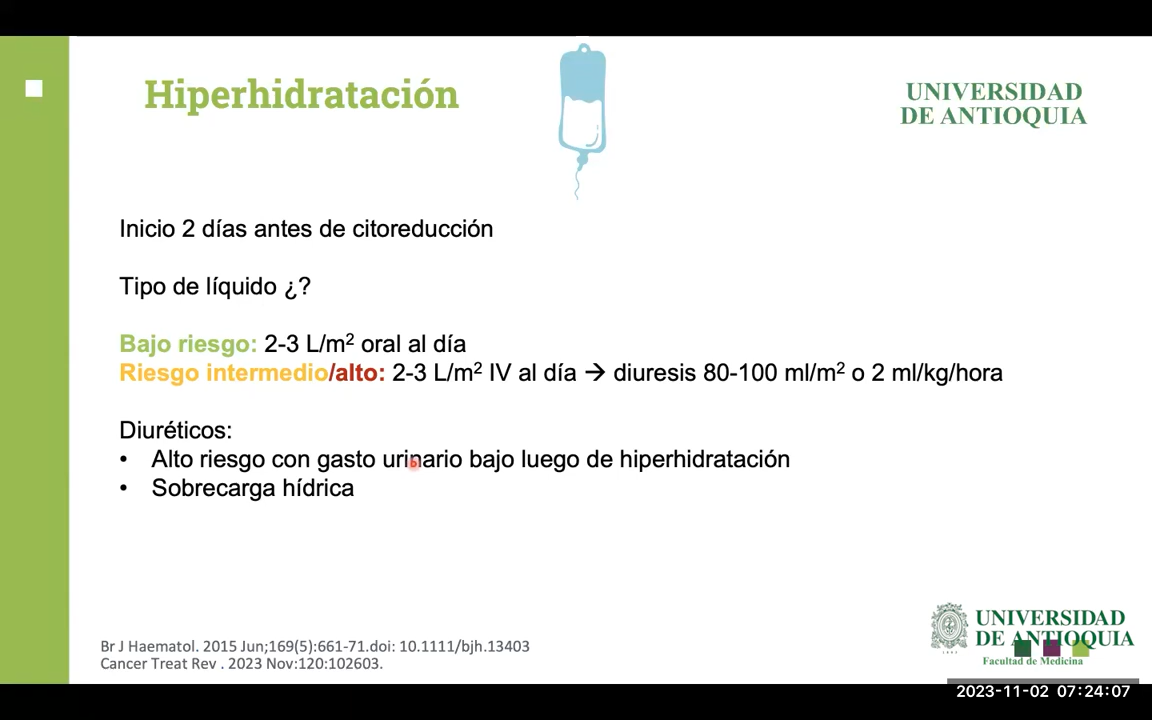 Hiperhidratación
UNIVERSIDAD
DE ANTIOQUIA
Inicio 2 días antes de citoreducción
Tipo de líquido ¿?
Bajo riesgo: 2-3 L/m² oral al día
Riesgo intermedio/alto: 2-3 L/m² IV al día → diuresis 80-100 ml/m² o 2 ml/kg/hora
Diuréticos:
• Alto riesgo con gasto urinario bajo luego de hiperhidratación
• Sobrecarga hídrica
Br J Haematol. 2015 Jun;169(5):661-71.doi: 10.1111/bjh.13403
Cancer Treat Rev . 2023 Nov:120:102603.
UNIVERSIDAD
DE ANTIOQUIA
Facultad de Medicina
2023-11-02 07:24:07